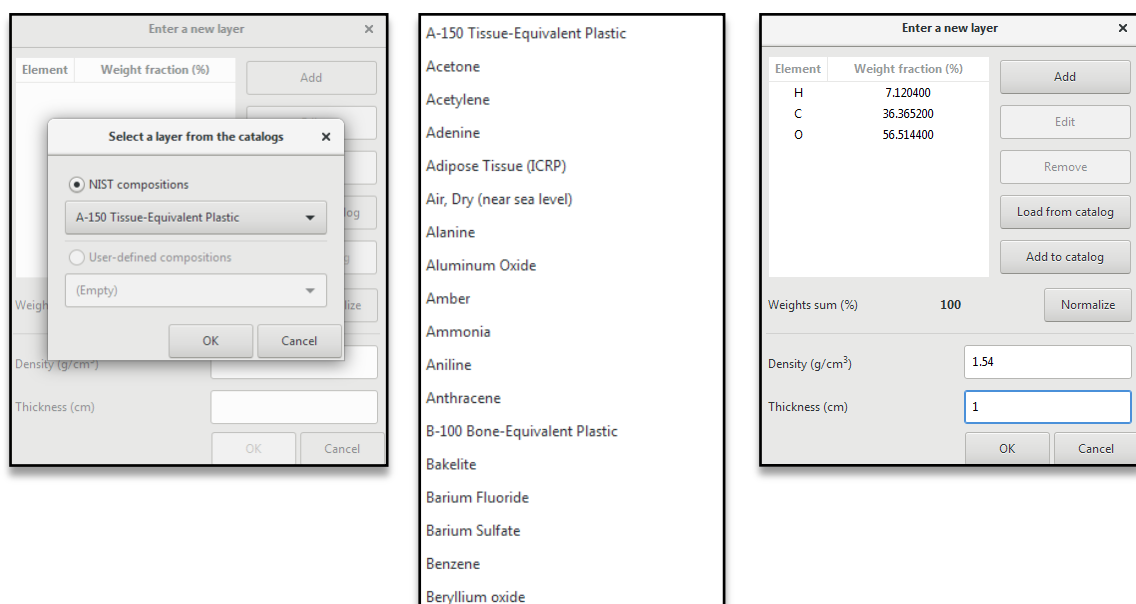 Enter a new layer ×
Element Weight fraction (%)
Add
Select a layer from the catalogs ×
NIST compositions
A-150 Tissue-Equivalent Plastic
og
User-defined compositions
g
(Empty)
Weigh
lize
OK Cancel
Density (g/cm³)
Thickness (cm)
OK Cancel
A-150 Tissue-Equivalent Plastic
Acetone
Acetylene
Adenine
Adipose Tissue (ICRP)
Air, Dry (near sea level)
Alanine
Aluminum Oxide
Amber
Ammonia
Aniline
Anthracene
B-100 Bone-Equivalent Plastic
Bakelite
Barium Fluoride
Barium Sulfate
Benzene
Beryllium oxide
Enter a new layer ×
Element Weight fraction (%)
Add
H 7.120400
C 36.365200
O 56.514400
Edit
Remove
Load from catalog
Add to catalog
Weights sum (%) 100 Normalize
Density (g/cm³) 1.54
Thickness (cm) 1
OK Cancel